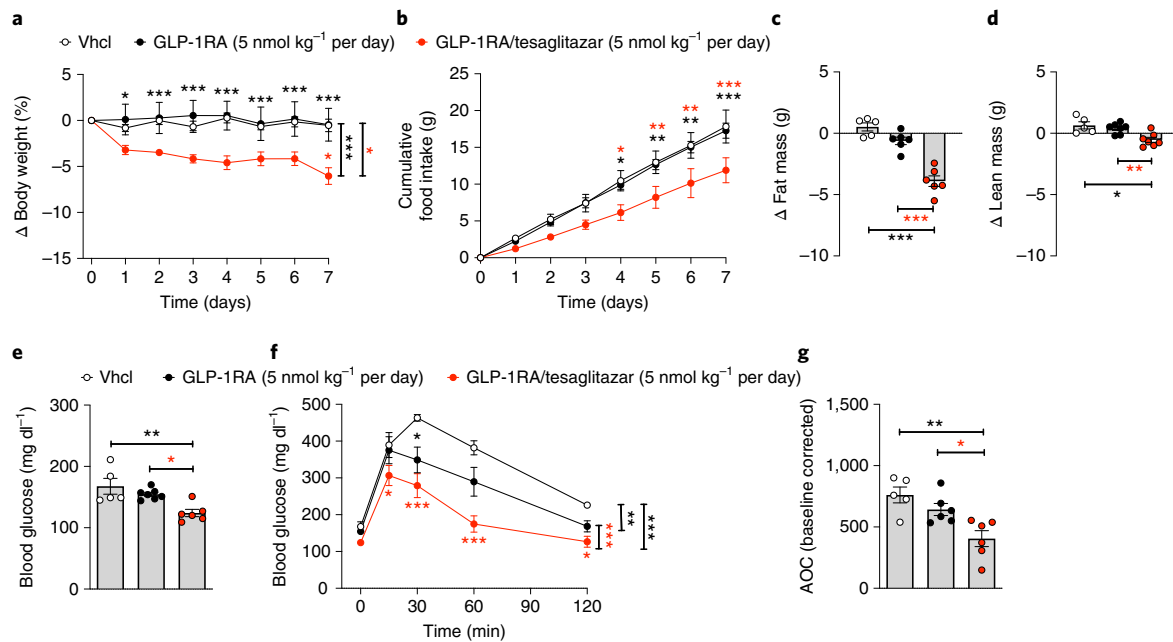 a
b
c
d
Vhcl
GLP-1RA (5 nmol kg⁻¹ per day)
GLP-1RA/tesaglitazar (5 nmol kg⁻¹ per day)
Δ Body weight (%)
5
0
−5
−10
−15
* *** *** *** *** *** ***
*
***
*
0 1 2 3 4 5 6 7
Time (days)
Cumulative
food intake (g)
25
20
15
10
5
0
* ** ** ***
* ** ** ***
0 1 2 3 4 5 6 7
Time (days)
Δ Fat mass (g)
5
0
−5
−10
***
***
Δ Lean mass (g)
5
0
−5
−10
**
*
e
f
g
Vhcl
GLP-1RA (5 nmol kg⁻¹ per day)
GLP-1RA/tesaglitazar (5 nmol kg⁻¹ per day)
Blood glucose (mg dl⁻¹)
300
200
100
0
**
*
Blood glucose (mg dl⁻¹)
500
400
300
200
100
0
*
* *** *** *
***
**
***
0 30 60 120
Time (min)
AOC (baseline corrected)
1,500
1,000
500
0
**
*